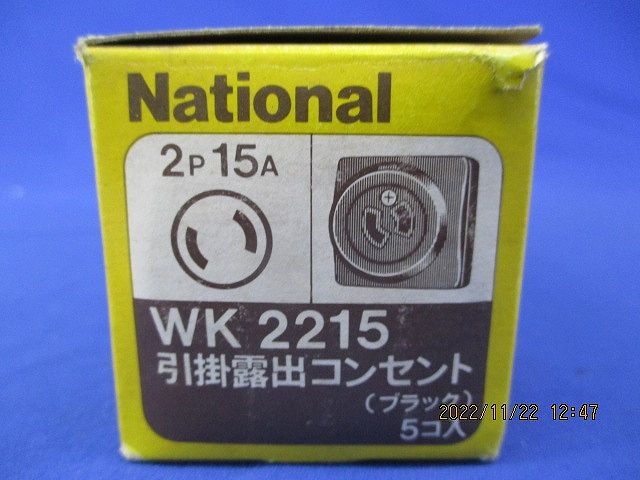 National
2P 15A
WK 2215
引掛露出コンセント
(ブラック)
5コ入
2022/11/22 12:47